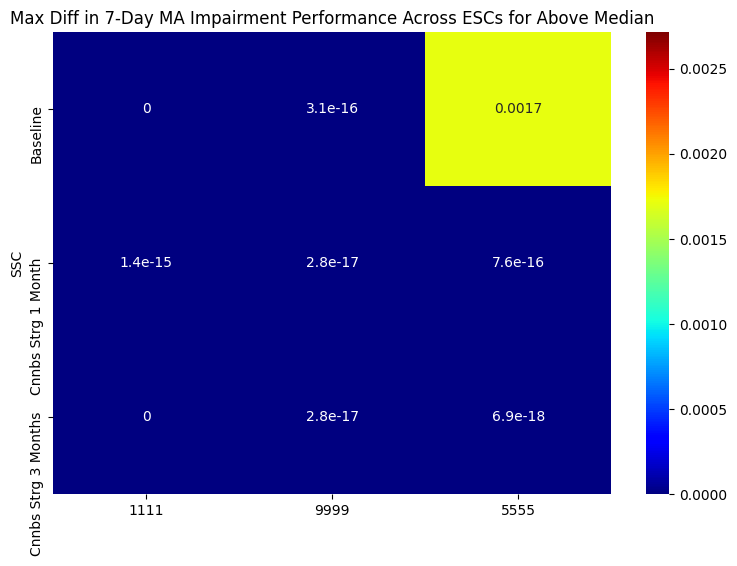 Max Diff in 7-Day MA Impairment Performance Across ESCs for Above Median
SSC
Baseline
Cnnbs Strg 1 Month
Cnnbs Strg 3 Months
0 3.1e-16 0.0017
1.4e-15 2.8e-17 7.6e-16
0 2.8e-17 6.9e-18
1111 9999 5555
0.0025
0.0020
0.0015
0.0010
0.0005
0.0000